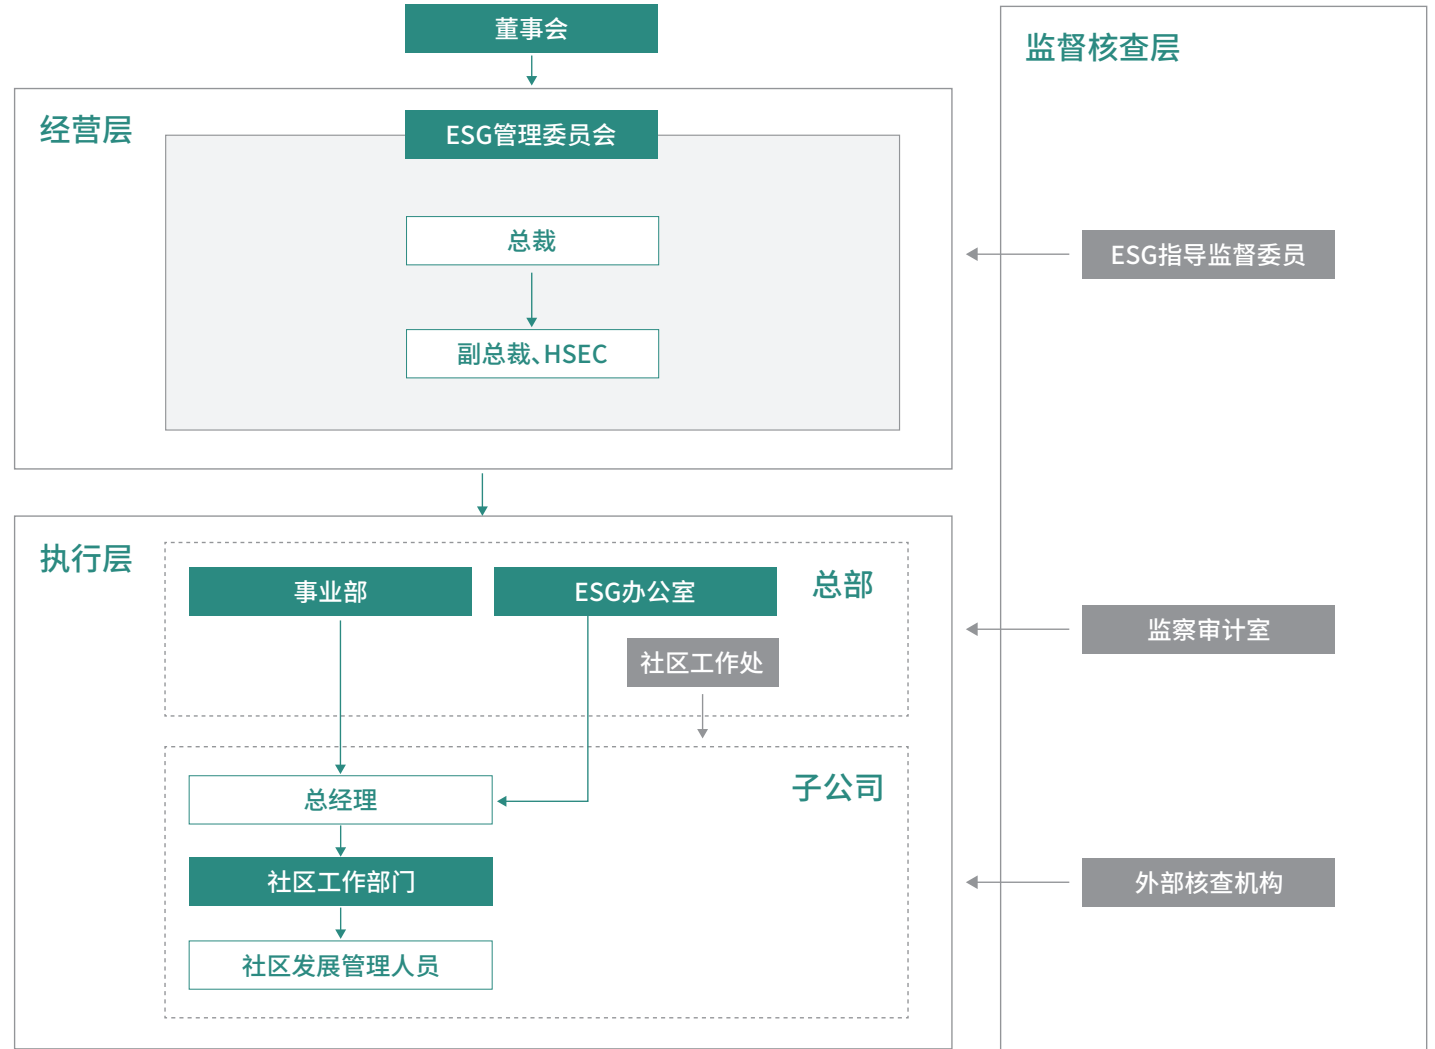 董事会
经营层
ESG管理委员会
总裁
副总裁、HSEC
执行层
总部
事业部
ESG办公室
社区工作处
子公司
总经理
社区工作部门
社区发展管理人员
监督核查层
ESG指导监督委员
监察审计室
外部核查机构